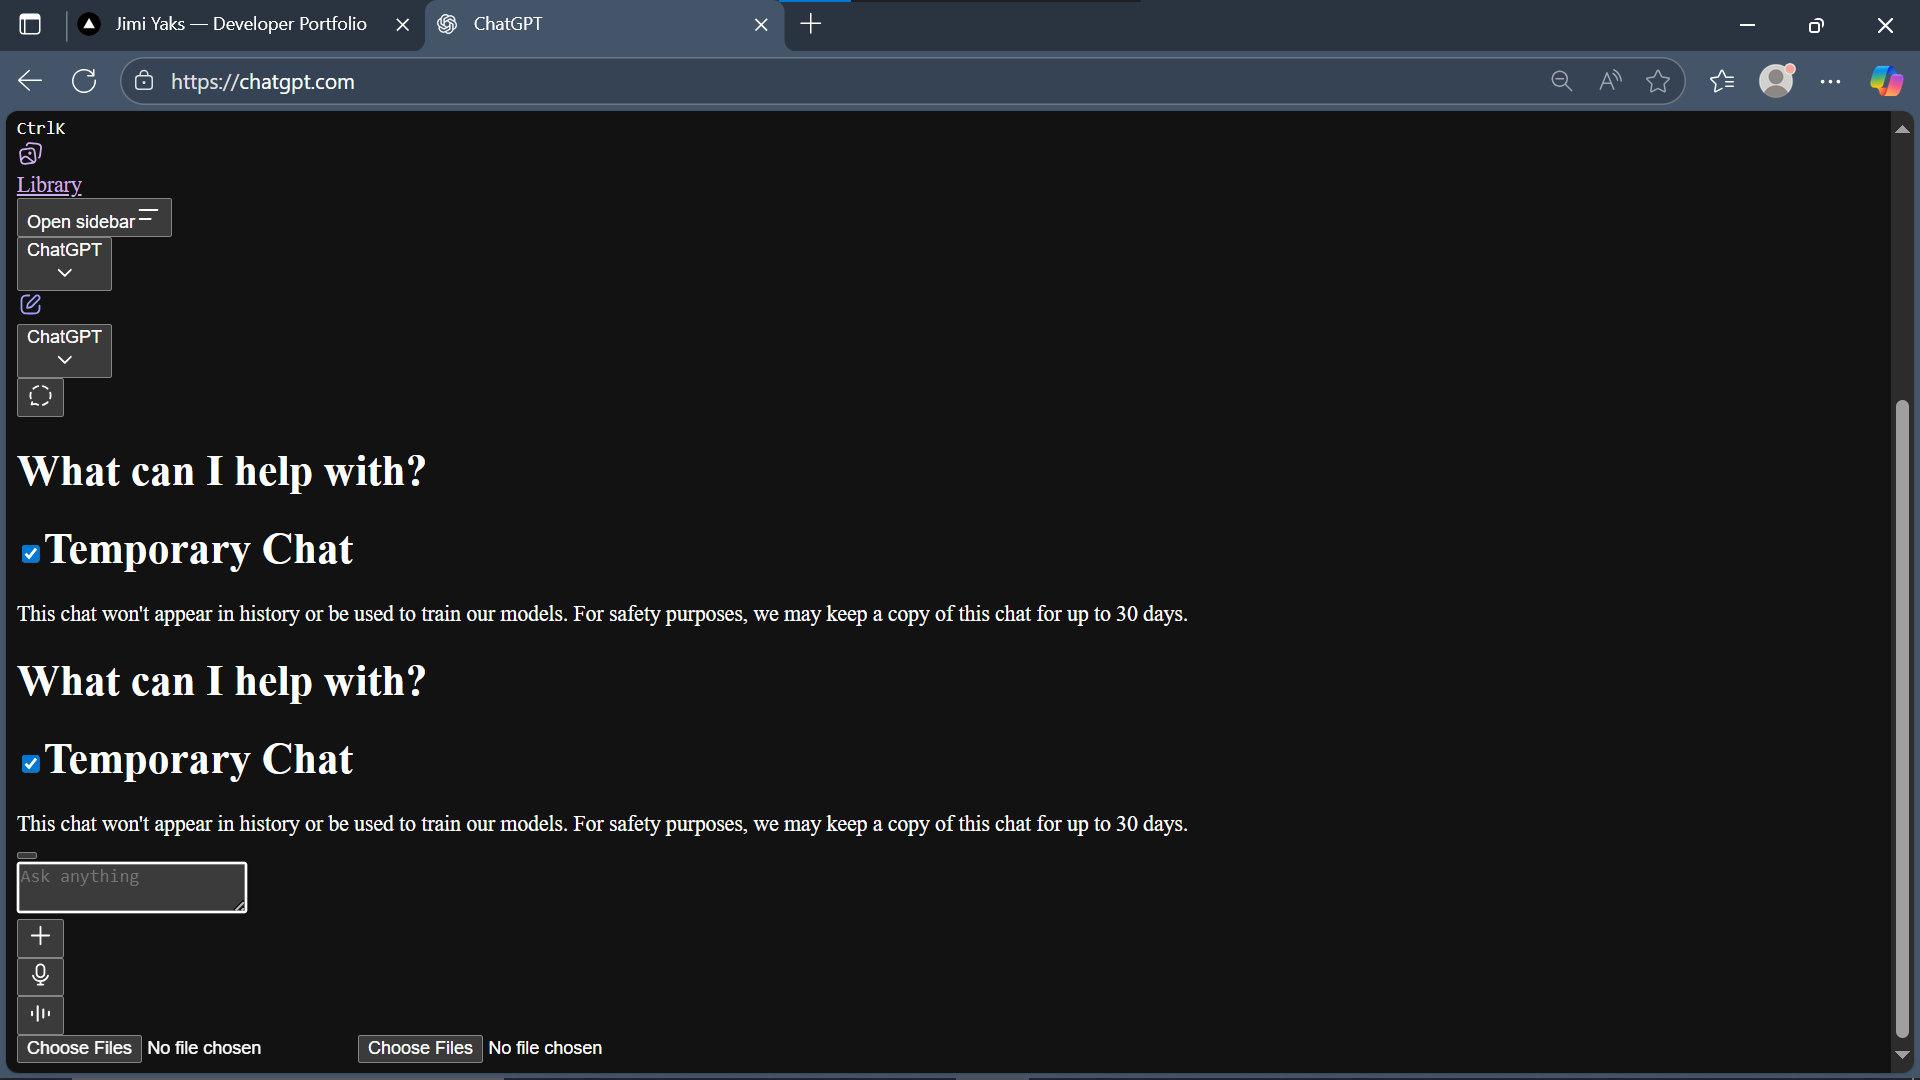 Jimi Yaks — Developer Portfolio
ChatGPT
https://chatgpt.com
CtrlK
Library
Open sidebar
ChatGPT
ChatGPT
What can I help with?
Temporary Chat
This chat won't appear in history or be used to train our models. For safety purposes, we may keep a copy of this chat for up to 30 days.
What can I help with?
Temporary Chat
This chat won't appear in history or be used to train our models. For safety purposes, we may keep a copy of this chat for up to 30 days.
Ask anything
Choose Files No file chosen Choose Files No file chosen